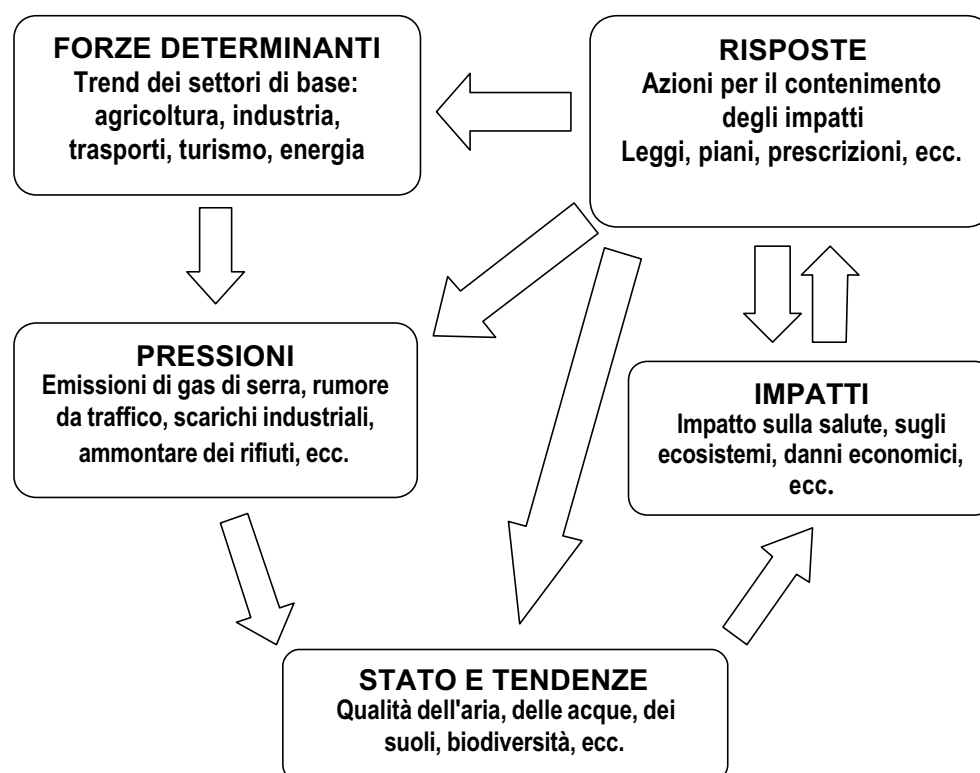 FORZE DETERMINANTI
Trend dei settori di base:
agricoltura, industria,
trasporti, turismo, energia
RISPOSTE
Azioni per il contenimento
degli impatti
Leggi, piani, prescrizioni, ecc.
PRESSIONI
Emissioni di gas di serra, rumore
da traffico, scarichi industriali,
ammontare dei rifiuti, ecc.
IMPATTI
Impatto sulla salute, sugli
ecosistemi, danni economici,
ecc.
STATO E TENDENZE
Qualità dell'aria, delle acque, dei
suoli, biodiversità, ecc.